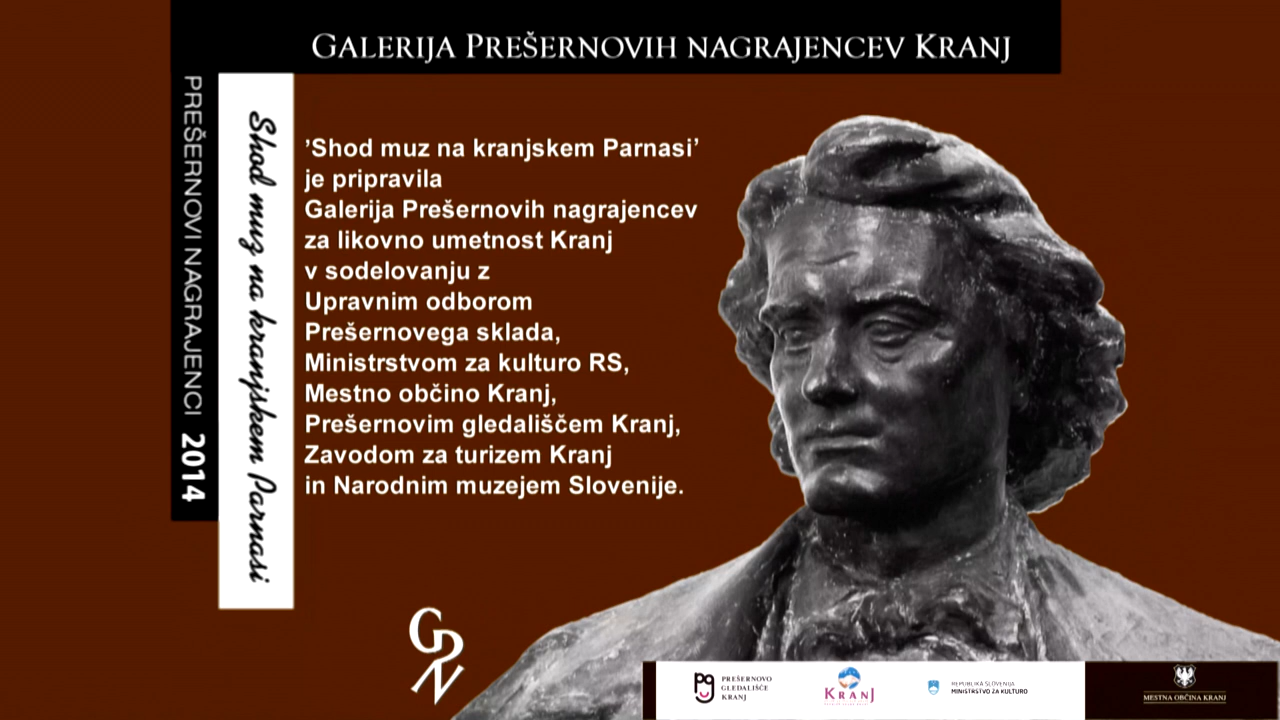 GALERIJA PREŠERNOVIH NAGRAJENCEV KRANJ
PREŠERNOVI NAGRAJENCI 2014
Shod muz na kranjskem Parnasi
’Shod muz na kranjskem Parnasi’
je pripravila
Galerija Prešernovih nagrajencev
za likovno umetnost Kranj
v sodelovanju z
Upravnim odborom
Prešernovega sklada,
Ministrstvom za kulturo RS,
Mestno občino Kranj,
Prešernovim gledališčem Kranj,
Zavodom za turizem Kranj
in Narodnim muzejem Slovenije.
GPN
pg
PREŠERNOVO
GLEDALIŠČE
KRANJ
KRANJ
REPUBLIKA SLOVENIJA
MINISTRSTVO ZA KULTURO
MESTNA OBČINA KRANJ